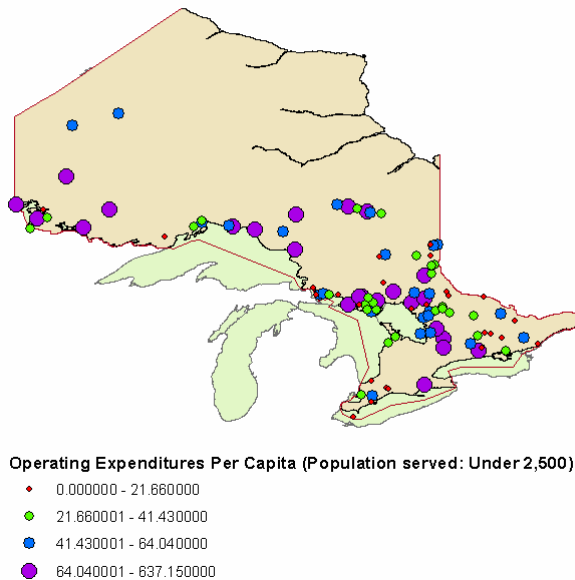 Operating Expenditures Per Capita (Population served: Under 2,500)
0.000000 - 21.660000
21.660001 - 41.430000
41.430001 - 64.040000
64.040001 - 637.150000